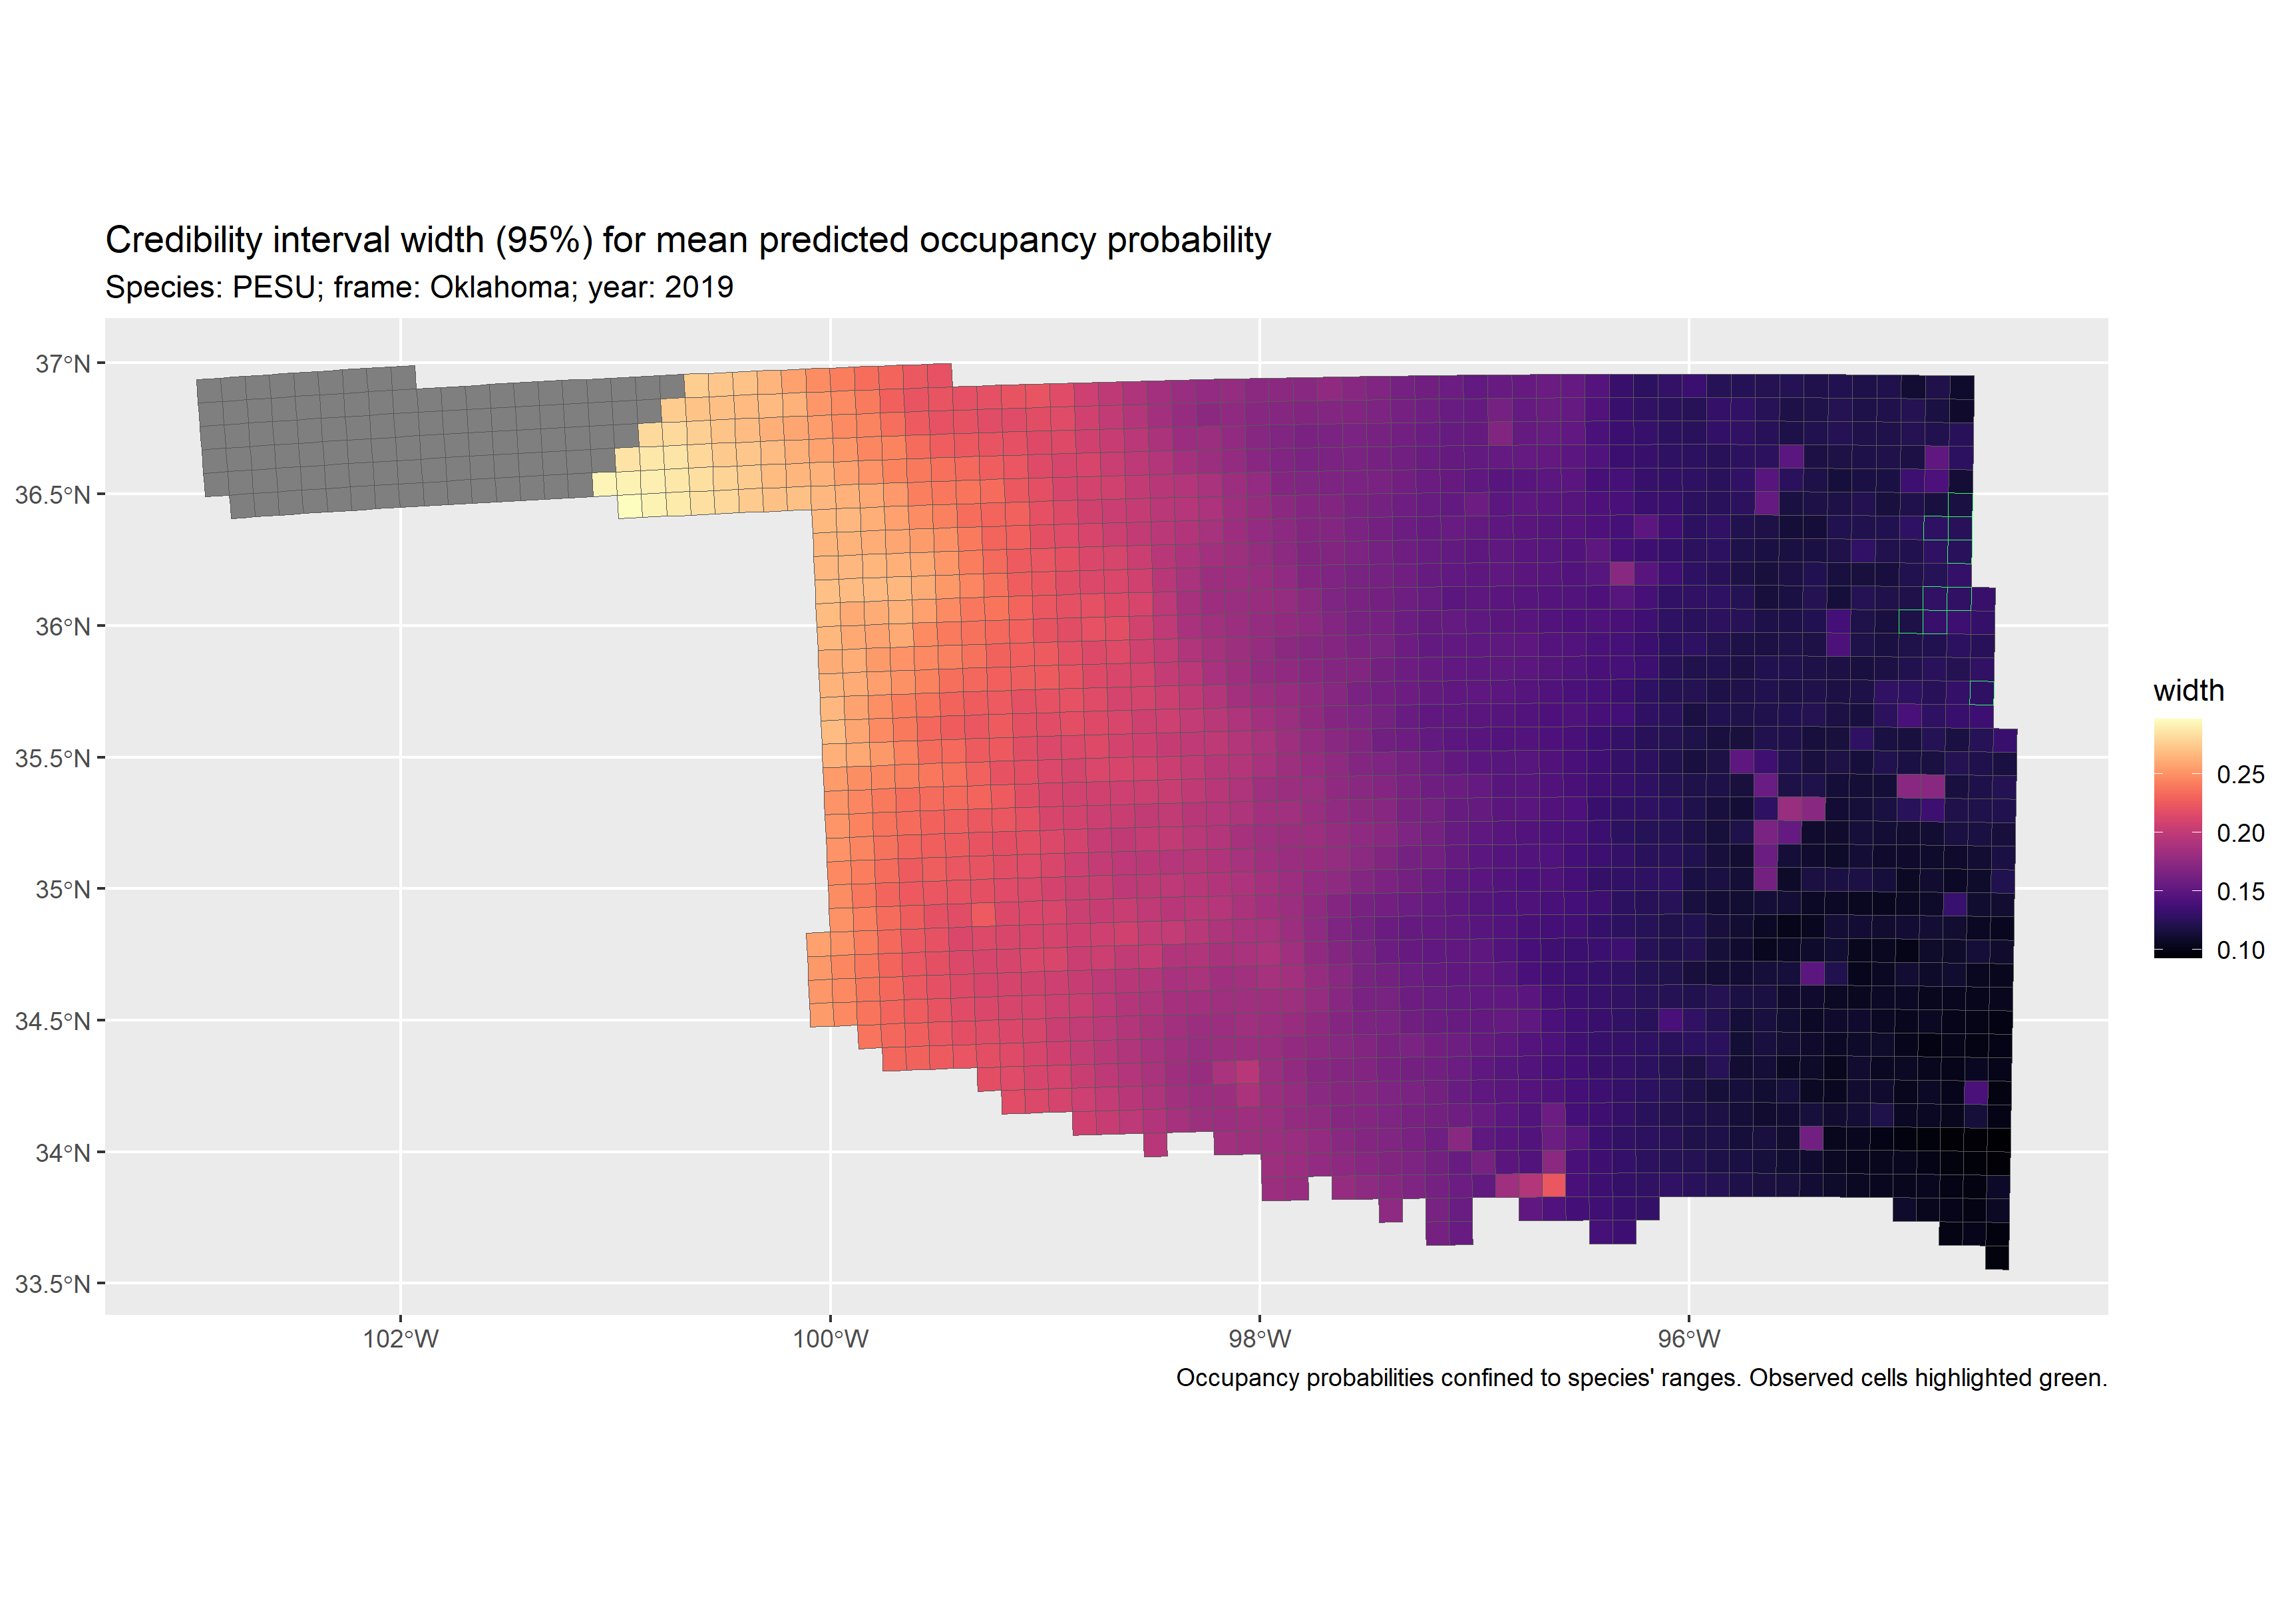 Credibility interval width (95%) for mean predicted occupancy probability
Species: PESU; frame: Oklahoma; year: 2019
37°N
36.5°N
36°N
35.5°N
35°N
34.5°N
34°N
33.5°N
102°W
100°W
98°W
96°W
width
0.25
0.20
0.15
0.10
Occupancy probabilities confined to species' ranges. Observed cells highlighted green.